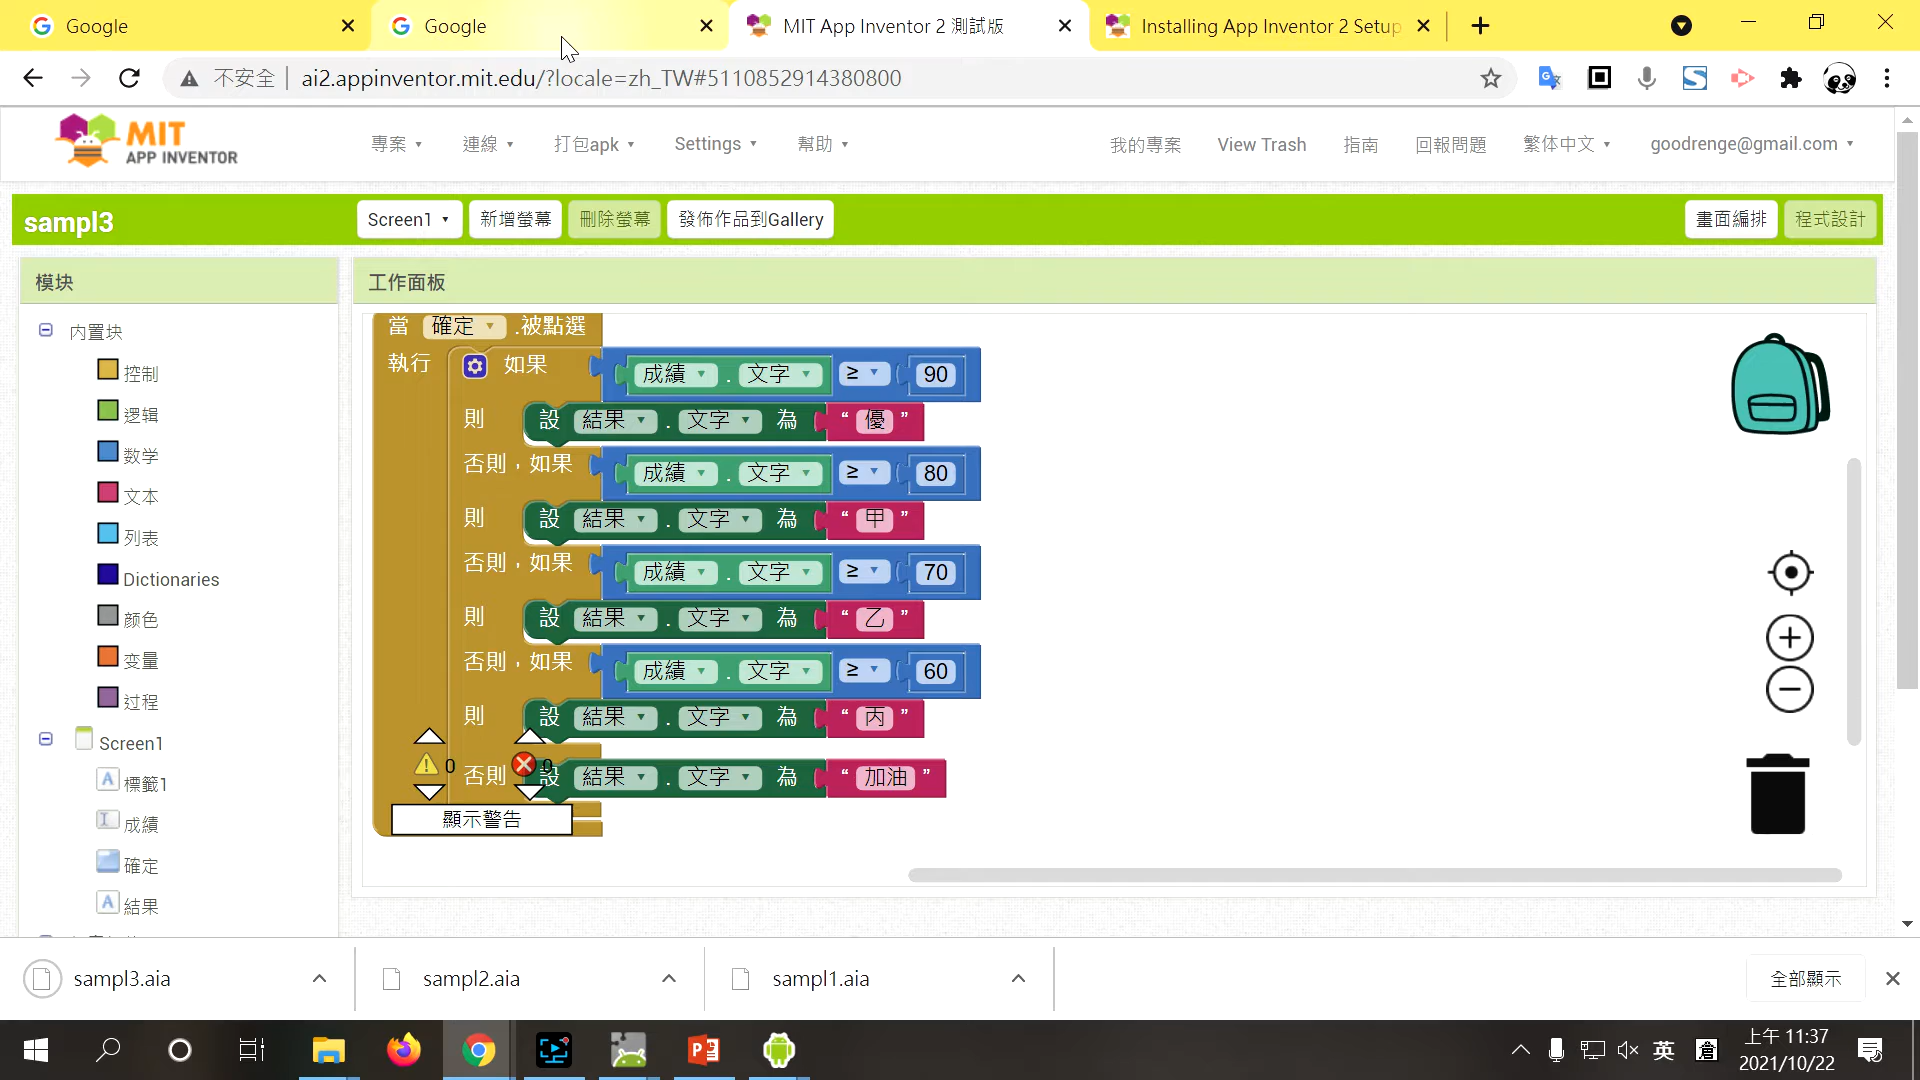 Google
Google
MIT App Inventor 2 測試版
Installing App Inventor 2 Setup
不安全
ai2.appinventor.mit.edu/?locale=zh_TW#5110852914380800
MIT
APP INVENTOR
專案
連線
打包apk
Settings
幫助
我的專案
View Trash
指南
回報問題
繁体中文
goodrenge@gmail.com
sampl3
Screen1
新增螢幕
刪除螢幕
發佈作品到Gallery
畫面編排
程式設計
模块
内置块
控制
逻辑
数学
文本
列表
Dictionaries
颜色
变量
过程
Screen1
標籤1
成績
確定
結果
工作面板
當 確定 .被點選
執行 如果 成績 . 文字 ≥ 90
則 設 結果 . 文字 為 “ 優 ”
否則,如果 成績 . 文字 ≥ 80
則 設 結果 . 文字 為 “ 甲 ”
否則,如果 成績 . 文字 ≥ 70
則 設 結果 . 文字 為 “ 乙 ”
否則,如果 成績 . 文字 ≥ 60
則 設 結果 . 文字 為 “ 丙 ”
否則 設 結果 . 文字 為 “ 加油 ”
0 0
顯示警告
sampl3.aia
sampl2.aia
sampl1.aia
全部顯示
英
倉
上午 11:37
2021/10/22